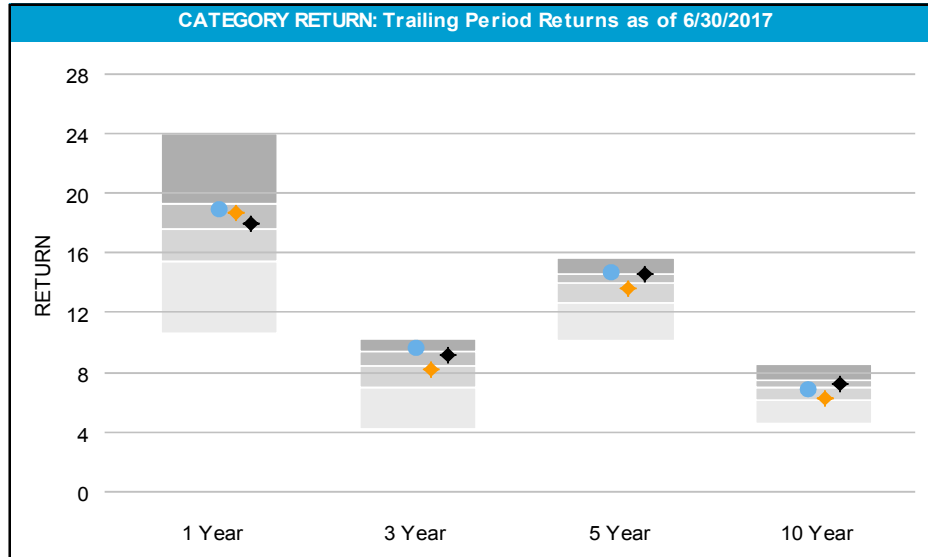 CATEGORY RETURN: Trailing Period Returns as of 6/30/2017
28
24
20
16
12
8
4
0
RETURN
1 Year
3 Year
5 Year
10 Year